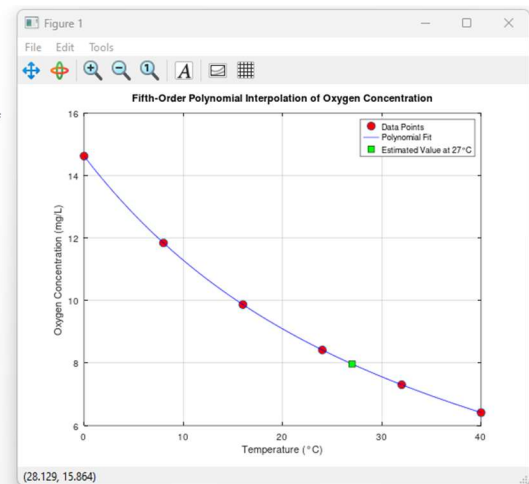 Figure 1
File Edit Tools
A
Fifth-Order Polynomial Interpolation of Oxygen Concentration
16
14
12
10
8
6
Oxygen Concentration (mg/L)
Data Points
Polynomial Fit
Estimated Value at 27°C
0 10 20 30 40
Temperature (°C)
(28.129, 15.864)